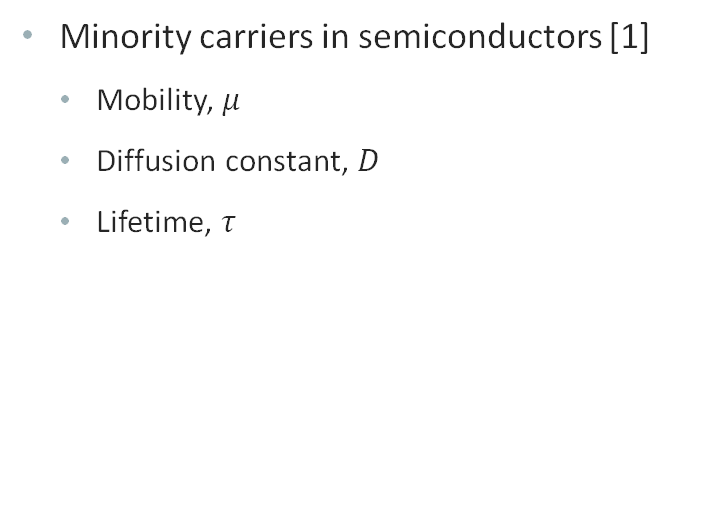 • Minority carriers in semiconductors [1]
• Mobility, μ
• Diffusion constant, D
• Lifetime, τ